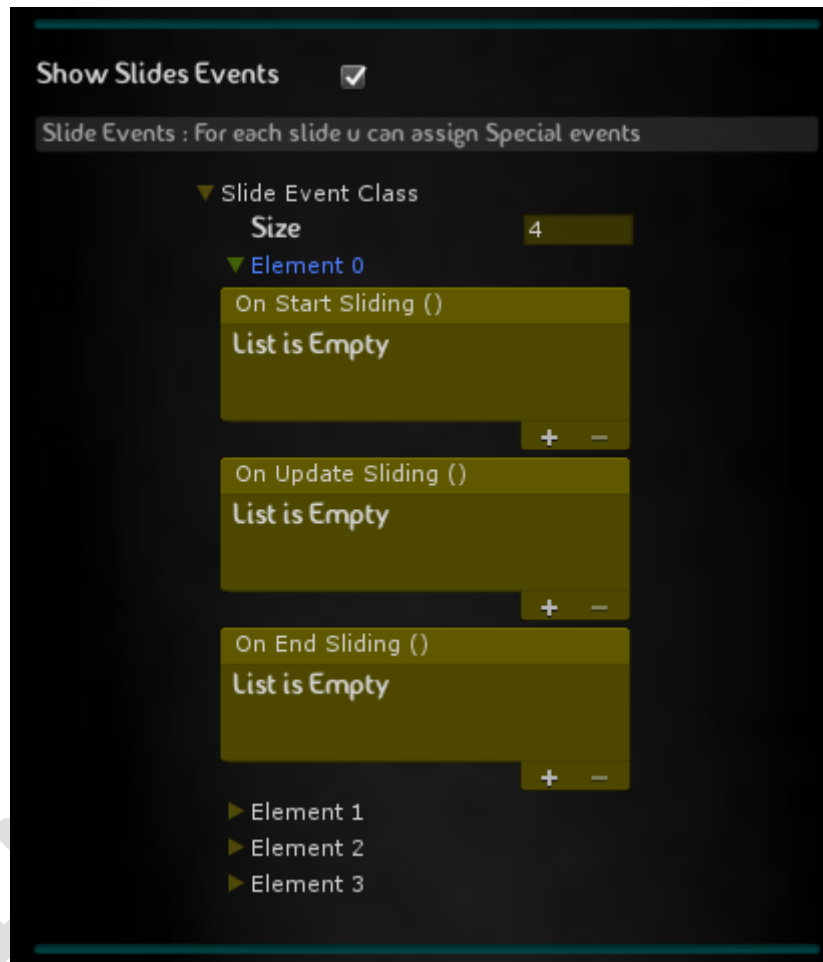 Show Slides Events
Slide Events : For each slide u can assign Special events
Slide Event Class
Size 4
Element 0
On Start Sliding ()
List is Empty
+ −
On Update Sliding ()
List is Empty
+ −
On End Sliding ()
List is Empty
+ −
Element 1
Element 2
Element 3